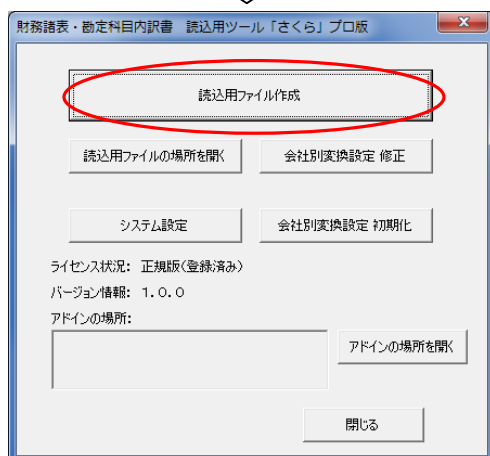 財務諸表・勘定科目内訳書　読込用ツール「さくら」プロ版
読込用ファイル作成
読込用ファイルの場所を開く　会社別変換設定 修正
システム設定　会社別変換設定 初期化
ライセンス状況：　正規版（登録済み）
バージョン情報：　１．０．０
アドインの場所：
アドインの場所を開く
閉じる